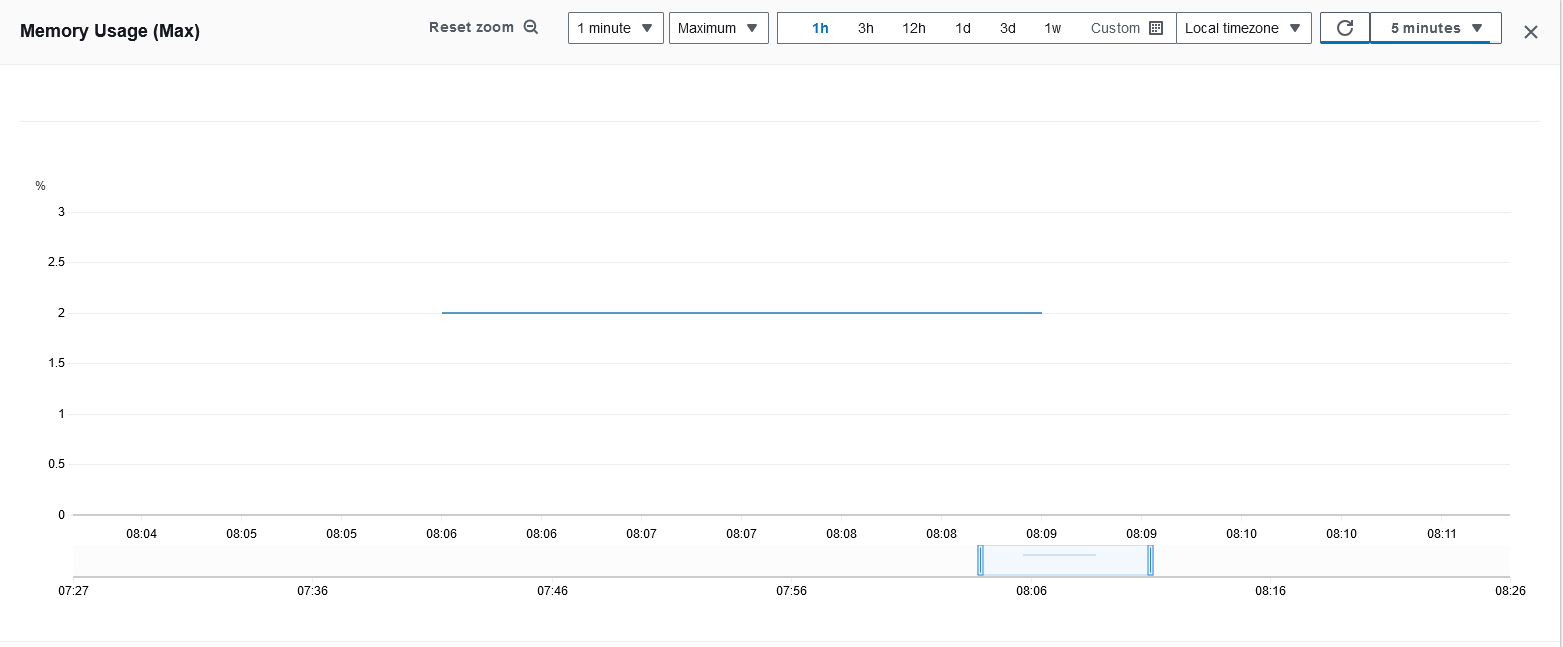 Memory Usage (Max)
Reset zoom
1 minute
Maximum
1h 3h 12h 1d 3d 1w Custom
Local timezone
5 minutes
%
3
2.5
2
1.5
1
0.5
0
08:04 08:05 08:05 08:06 08:06 08:07 08:07 08:08 08:08 08:09 08:09 08:10 08:10 08:11
07:27 07:36 07:46 07:56 08:06 08:16 08:26